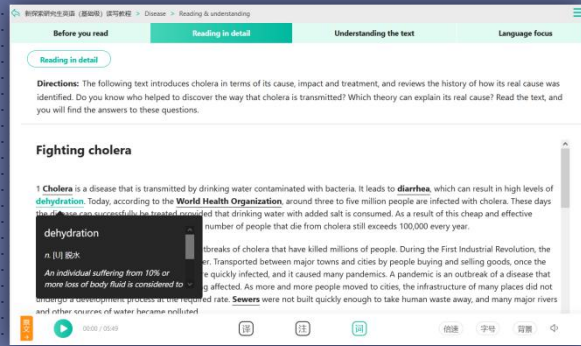 新探索研究生英语（基础级）读写教程 > Disease > Reading & understanding
Before you read
Reading in detail
Understanding the text
Language focus
Reading in detail
Directions: The following text introduces cholera in terms of its cause, impact and treatment, and reviews the history of how its real cause was
identified. Do you know who helped to discover the way that cholera is transmitted? Which theory can explain its real cause? Read the text, and
you will find the answers to these questions.
Fighting cholera
1 Cholera is a disease that is transmitted by drinking water contaminated with bacteria. It leads to diarrhea, which can result in high levels of
dehydration. Today, according to the World Health Organization, around three to five million people are infected with cholera. These days
the disease can successfully be treated provided that drinking water with added salt is consumed. As a result of this cheap and effective
number of people that die from cholera still exceeds 100,000 every year.
dehydration
n. [U] 脱水
An individual suffering from 10% or
more loss of body fluid is considered to
tbreaks of cholera that have killed millions of people. During the First Industrial Revolution, the
er. Transported between major towns and cities by people buying and selling goods, once the
e quickly infected, and it caused many pandemics. A pandemic is an outbreak of a disease that
g affected. As more and more people moved to cities, the infrastructure of many places did not
undergo a development process at the required rate. Sewers were not built quickly enough to take human waste away, and many major rivers
and other sources of water became polluted.
00:00 / 05:49
译
注
词
倍速
字号
背景